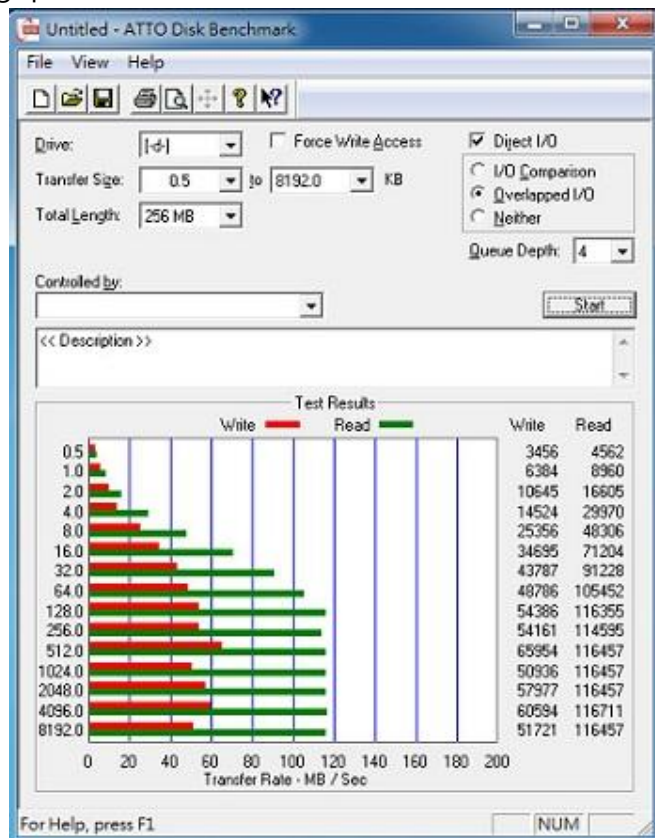 Untitled - ATTO Disk Benchmark
File View Help
Drive: [-d-] Force Write Access Direct I/O
Transfer Size: 0.5 to 8192.0 KB I/O Comparison
Overlapped I/O
Total Length: 256 MB Neither
Queue Depth: 4
Controlled by:
Start
<< Description >>
Test Results
Write Read Write Read
0.5 3456 4562
1.0 6384 8960
2.0 10645 16605
4.0 14524 29970
8.0 25356 48306
16.0 34695 71204
32.0 43787 91228
64.0 48786 105452
128.0 54386 116355
256.0 54161 114595
512.0 65954 116457
1024.0 50936 116457
2048.0 57977 116457
4096.0 60594 116711
8192.0 51721 116457
0 20 40 60 80 100 120 140 160 180 200
Transfer Rate - MB / Sec
For Help, press F1 NUM